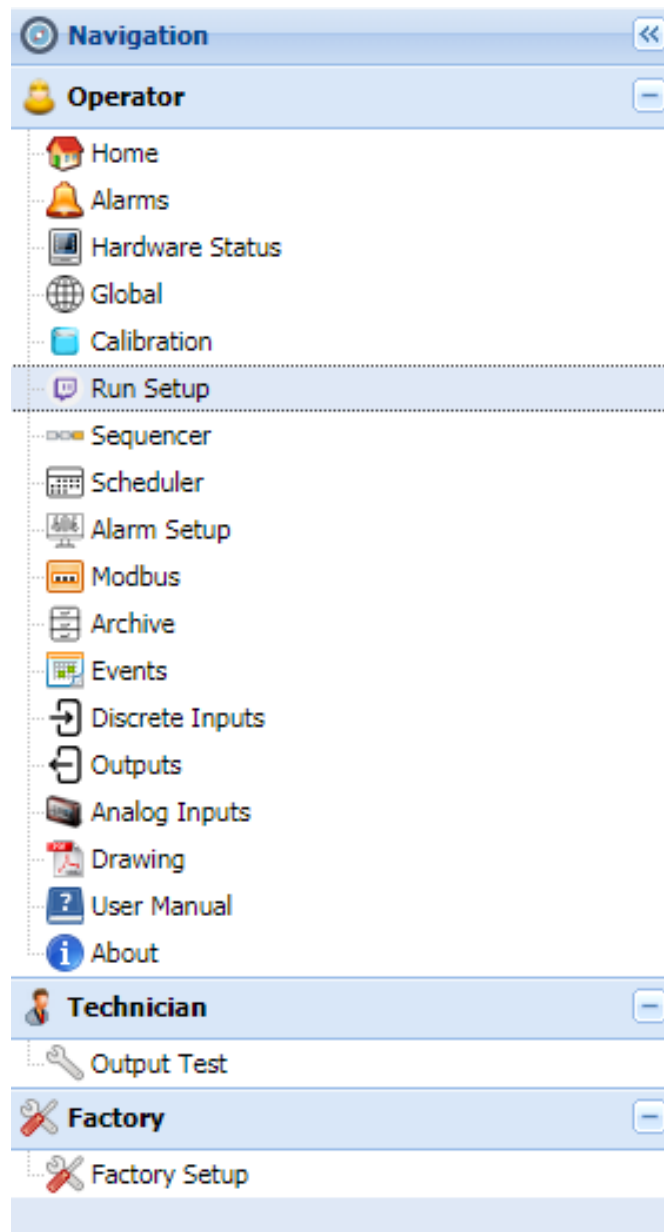 Navigation
Operator
Home
Alarms
Hardware Status
Global
Calibration
Run Setup
Sequencer
Scheduler
Alarm Setup
Modbus
Archive
Events
Discrete Inputs
Outputs
Analog Inputs
Drawing
User Manual
About
Technician
Output Test
Factory
Factory Setup